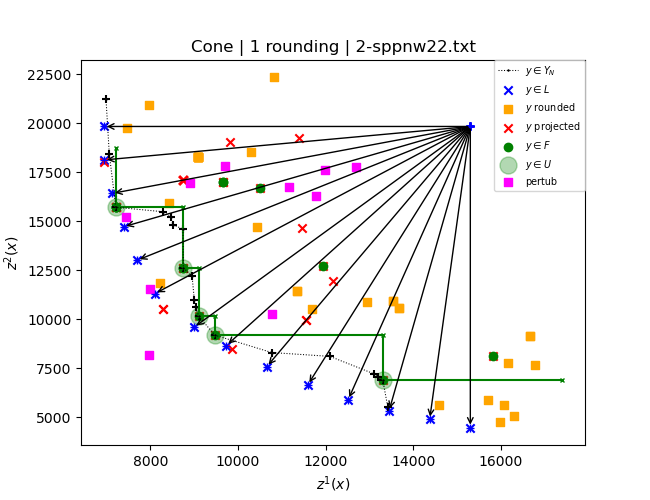 Cone | 1 rounding | 2-sppnw22.txt
z²(x)
22500
20000
17500
15000
12500
10000
7500
5000
8000
10000
12000
14000
16000
z¹(x)
y ∈ Y_N
y ∈ L
y rounded
y projected
y ∈ F
y ∈ U
pertub